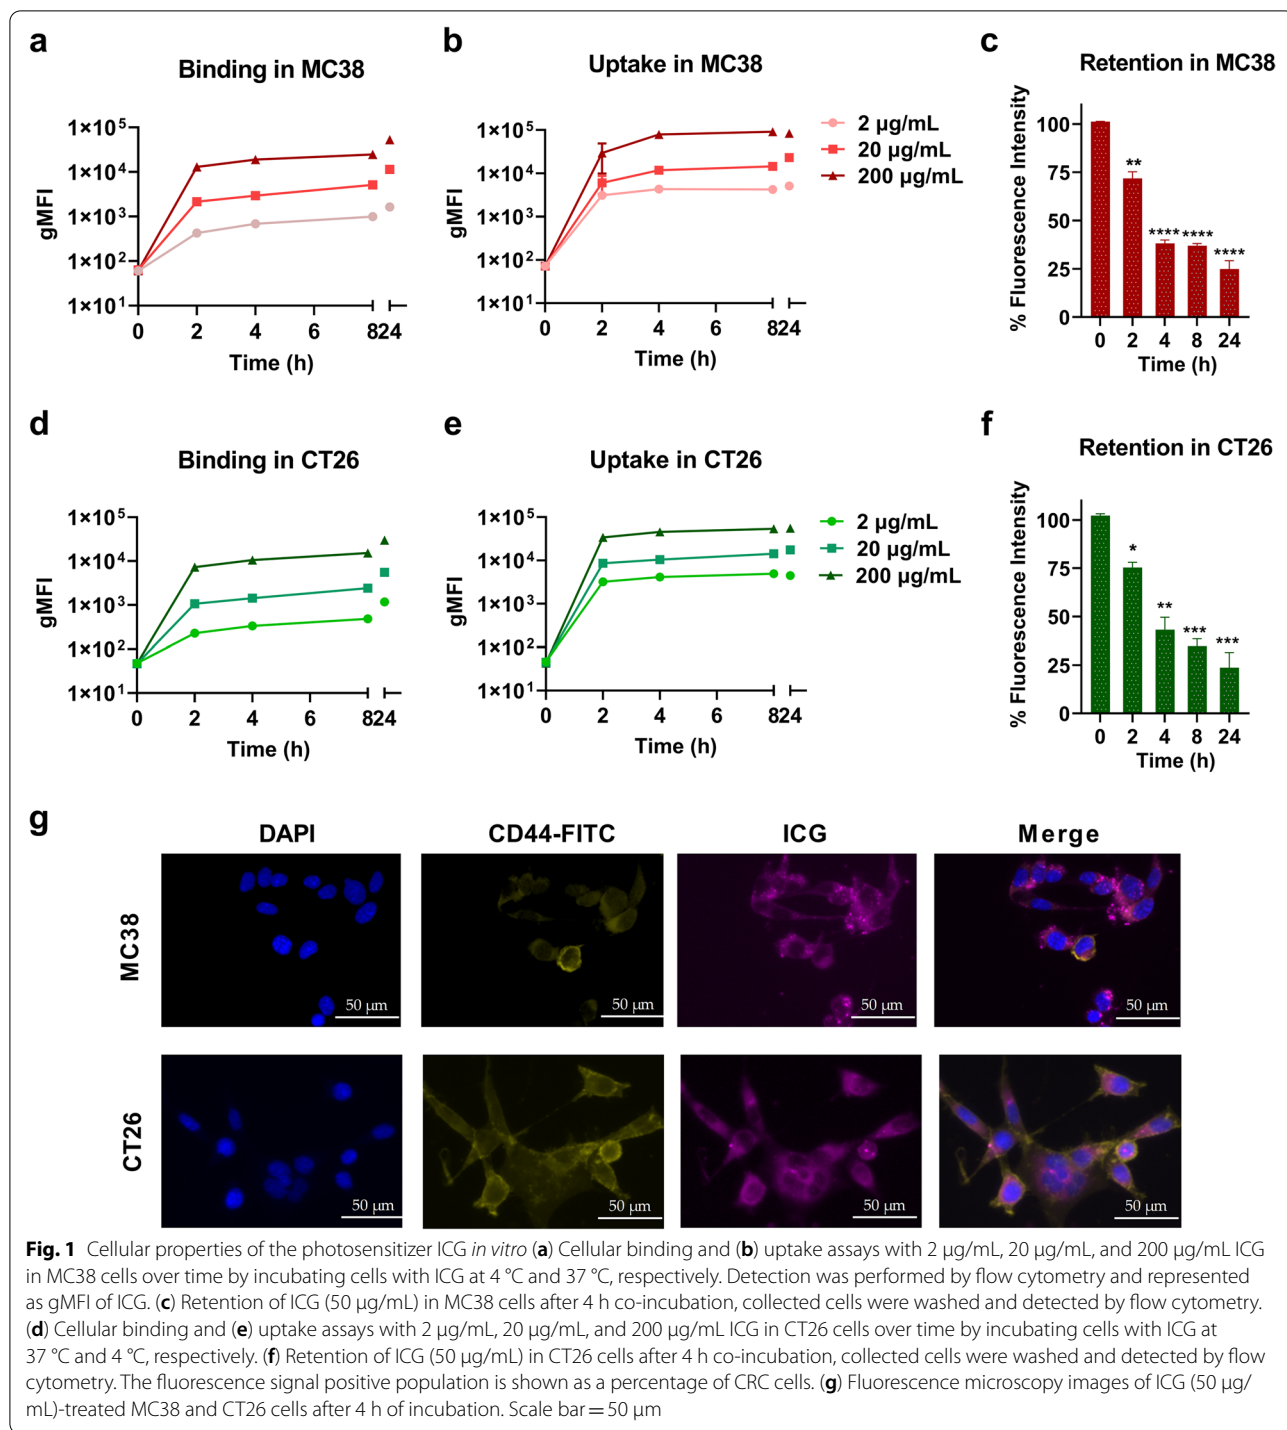 a
Binding in MC38
gMFI
1×10⁵
1×10⁴
1×10³
1×10²
1×10¹
0 2 4 6 8 24
Time (h)
b
Uptake in MC38
gMFI
1×10⁵
1×10⁴
1×10³
1×10²
1×10¹
0 2 4 6 8 24
Time (h)
2 µg/mL
20 µg/mL
200 µg/mL
c
Retention in MC38
% Fluorescence Intensity
100
75
50
25
0
**
**** ****
****
0 2 4 8 24
Time (h)
d
Binding in CT26
gMFI
1×10⁵
1×10⁴
1×10³
1×10²
1×10¹
0 2 4 6 8 24
Time (h)
e
Uptake in CT26
gMFI
1×10⁵
1×10⁴
1×10³
1×10²
1×10¹
0 2 4 6 8 24
Time (h)
2 µg/mL
20 µg/mL
200 µg/mL
f
Retention in CT26
% Fluorescence Intensity
100
75
50
25
0
*
**
***
***
0 2 4 8 24
Time (h)
g
DAPI CD44-FITC ICG Merge
MC38
50 µm 50 µm 50 µm 50 µm
CT26
50 µm 50 µm 50 µm 50 µm
Fig. 1 Cellular properties of the photosensitizer ICG in vitro (a) Cellular binding and (b) uptake assays with 2 µg/mL, 20 µg/mL, and 200 µg/mL ICG
in MC38 cells over time by incubating cells with ICG at 4 °C and 37 °C, respectively. Detection was performed by flow cytometry and represented
as gMFI of ICG. (c) Retention of ICG (50 µg/mL) in MC38 cells after 4 h co-incubation, collected cells were washed and detected by flow cytometry.
(d) Cellular binding and (e) uptake assays with 2 µg/mL, 20 µg/mL, and 200 µg/mL ICG in CT26 cells over time by incubating cells with ICG at
37 °C and 4 °C, respectively. (f) Retention of ICG (50 µg/mL) in CT26 cells after 4 h co-incubation, collected cells were washed and detected by flow
cytometry. The fluorescence signal positive population is shown as a percentage of CRC cells. (g) Fluorescence microscopy images of ICG (50 µg/
mL)-treated MC38 and CT26 cells after 4 h of incubation. Scale bar = 50 µm